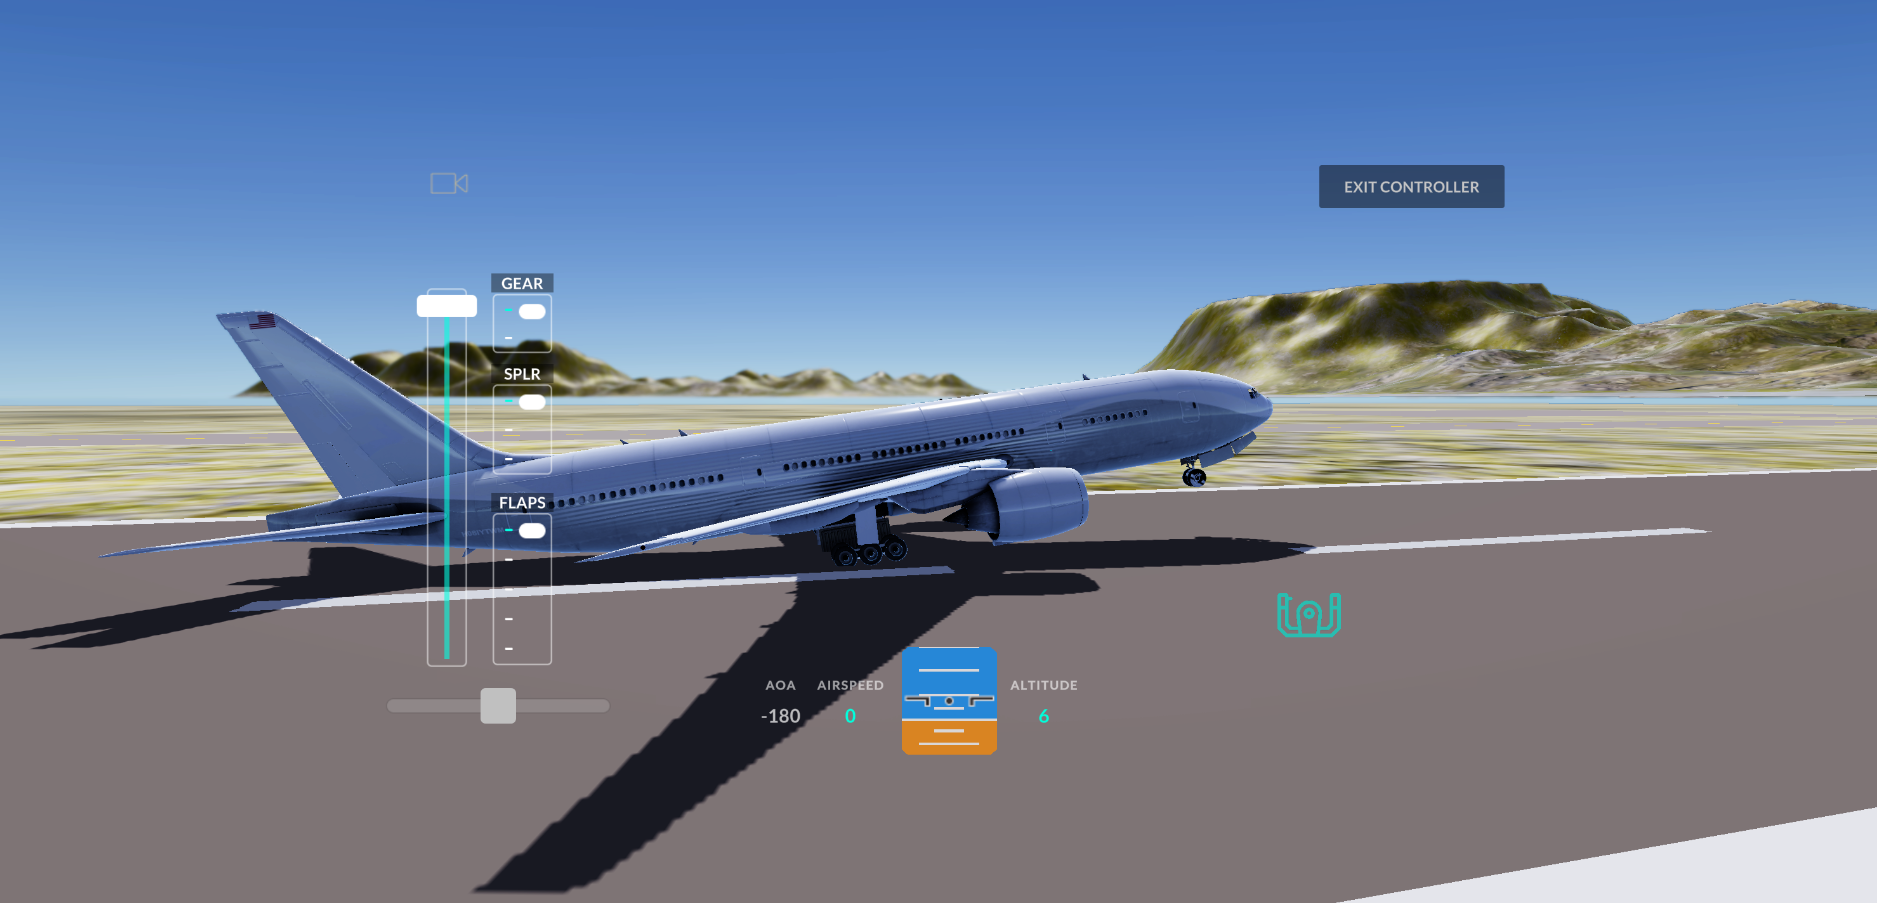 EXIT CONTROLLER
GEAR
SPLR
FLAPS
AOA AIRSPEED ALTITUDE
-180 0 6